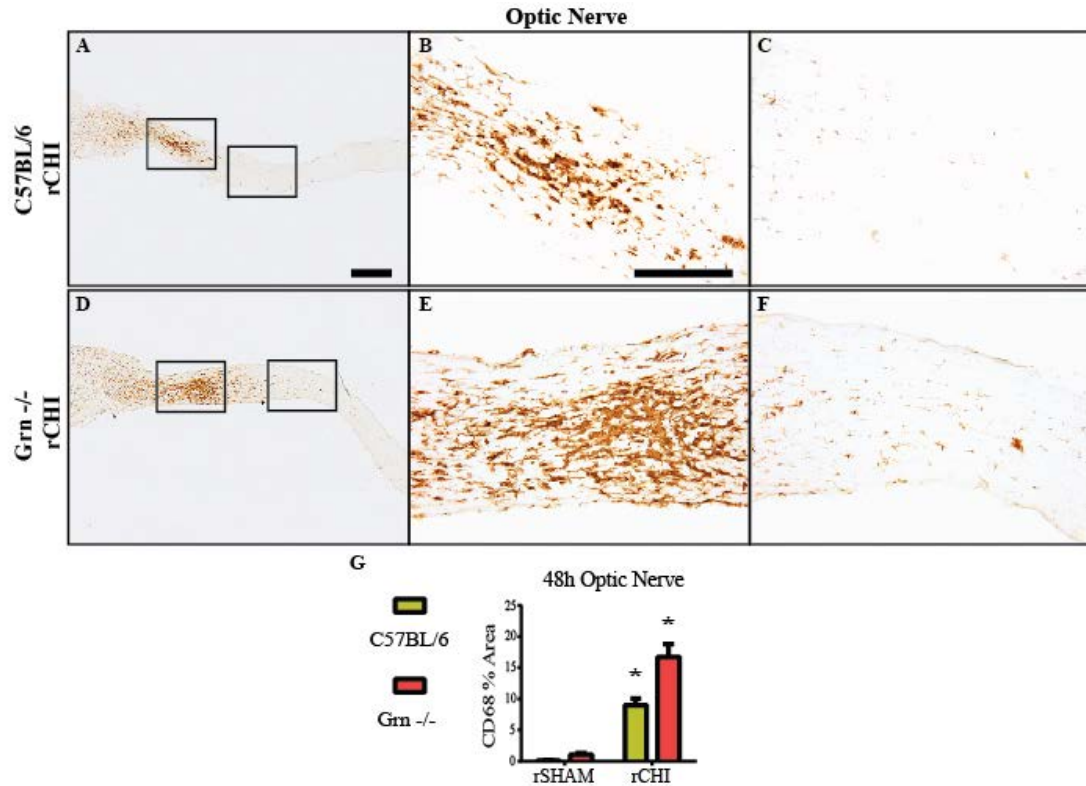 Optic Nerve
A
B
C
C57BL/6
rCHI
D
E
F
Grn -/-
rCHI
G
48h Optic Nerve
C57BL/6
Grn -/-
CD68 % Area
25
20
15
10
5
0
*
*
rSHAM
rCHI